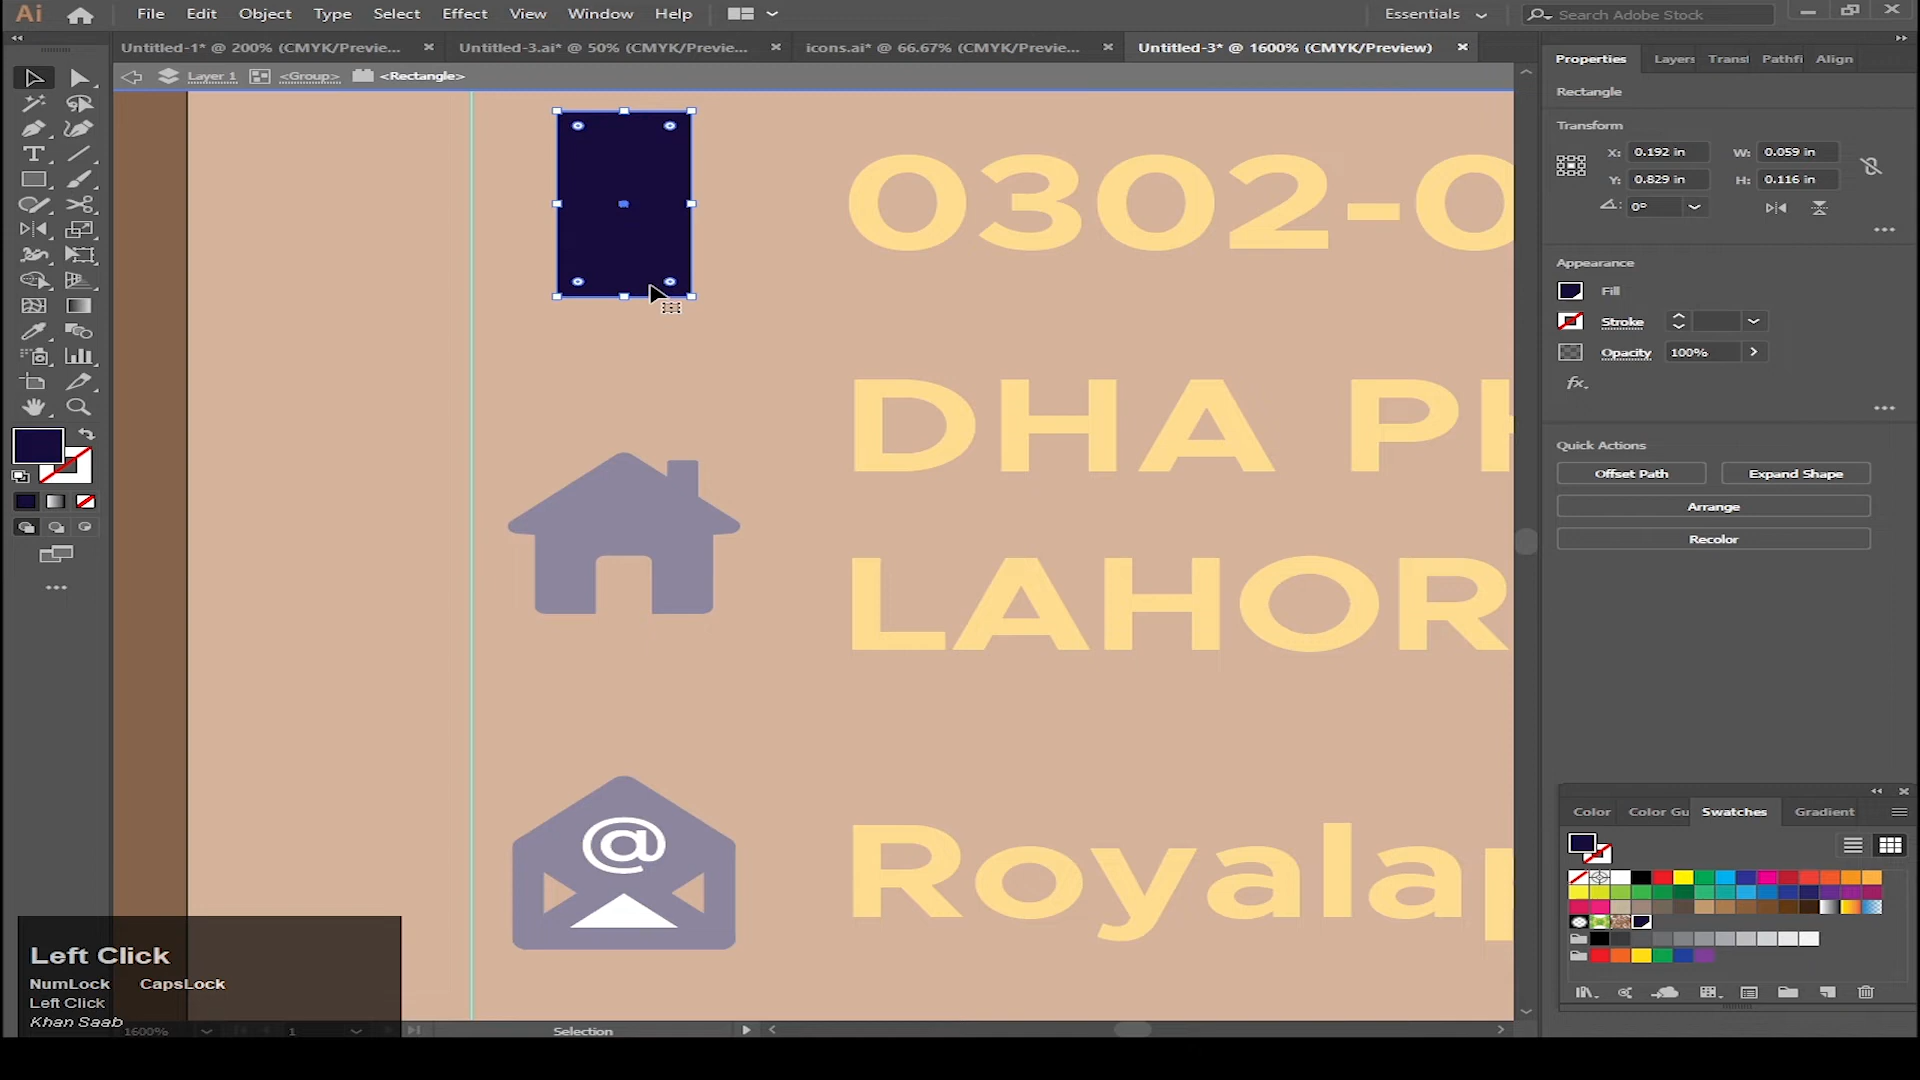 Ai File Edit Object Type Select Effect View Window Help Essentials Search Adobe Stock
Untitled-1* @ 200% (CMYK/Previe... Untitled-3.ai* @ 50% (CMYK/Previe... icons.ai* @ 66.67% (CMYK/Previe... Untitled-3* @ 1600% (CMYK/Preview)
Layer 1 <Group> <Rectangle>
Properties Layers Transf Pathfi Align
Rectangle
Transform
X: 0.192 in W: 0.059 in
Y: 0.829 in H: 0.116 in
0°
Appearance
Fill
Stroke
Opacity 100%
fx.
Quick Actions
Offset Path Expand Shape
Arrange
Recolor
0302-0
DHA PH
LAHOR
@
Royalap
Color Color Gu Swatches Gradient
Left Click
NumLock CapsLock
Left Click
Khan Saab
1600% 1 Selection